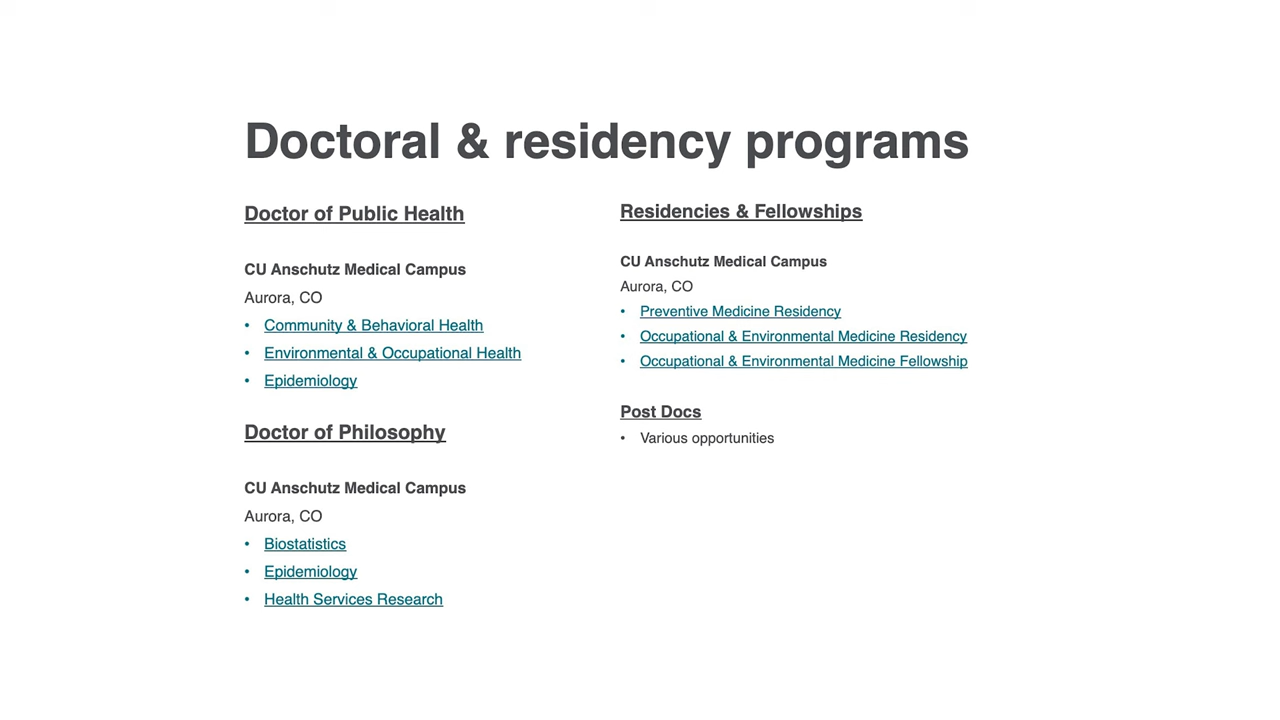 Doctoral & residency programs
Doctor of Public Health
CU Anschutz Medical Campus
Aurora, CO
• Community & Behavioral Health
• Environmental & Occupational Health
• Epidemiology
Doctor of Philosophy
CU Anschutz Medical Campus
Aurora, CO
• Biostatistics
• Epidemiology
• Health Services Research
Residencies & Fellowships
CU Anschutz Medical Campus
Aurora, CO
• Preventive Medicine Residency
• Occupational & Environmental Medicine Residency
• Occupational & Environmental Medicine Fellowship
Post Docs
• Various opportunities